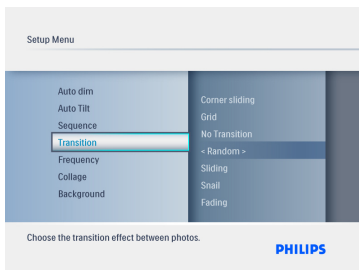 Setup Menu
Auto dim
Auto Tilt
Sequence
Transition
Frequency
Collage
Background
Corner sliding
Grid
No Transition
< Random >
Sliding
Snail
Fading
Choose the transition effect between photos.
PHILIPS